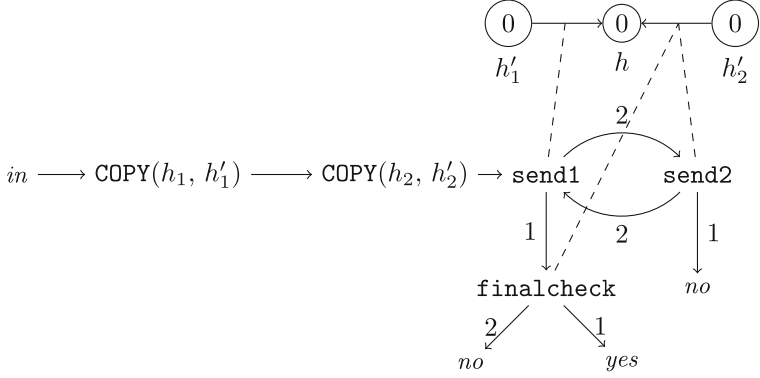 0 0 0
h′₁ h h′₂
2
in COPY(h₁, h′₁) COPY(h₂, h′₂) send1 send2
1 2 1
finalcheck no
2 1
no yes